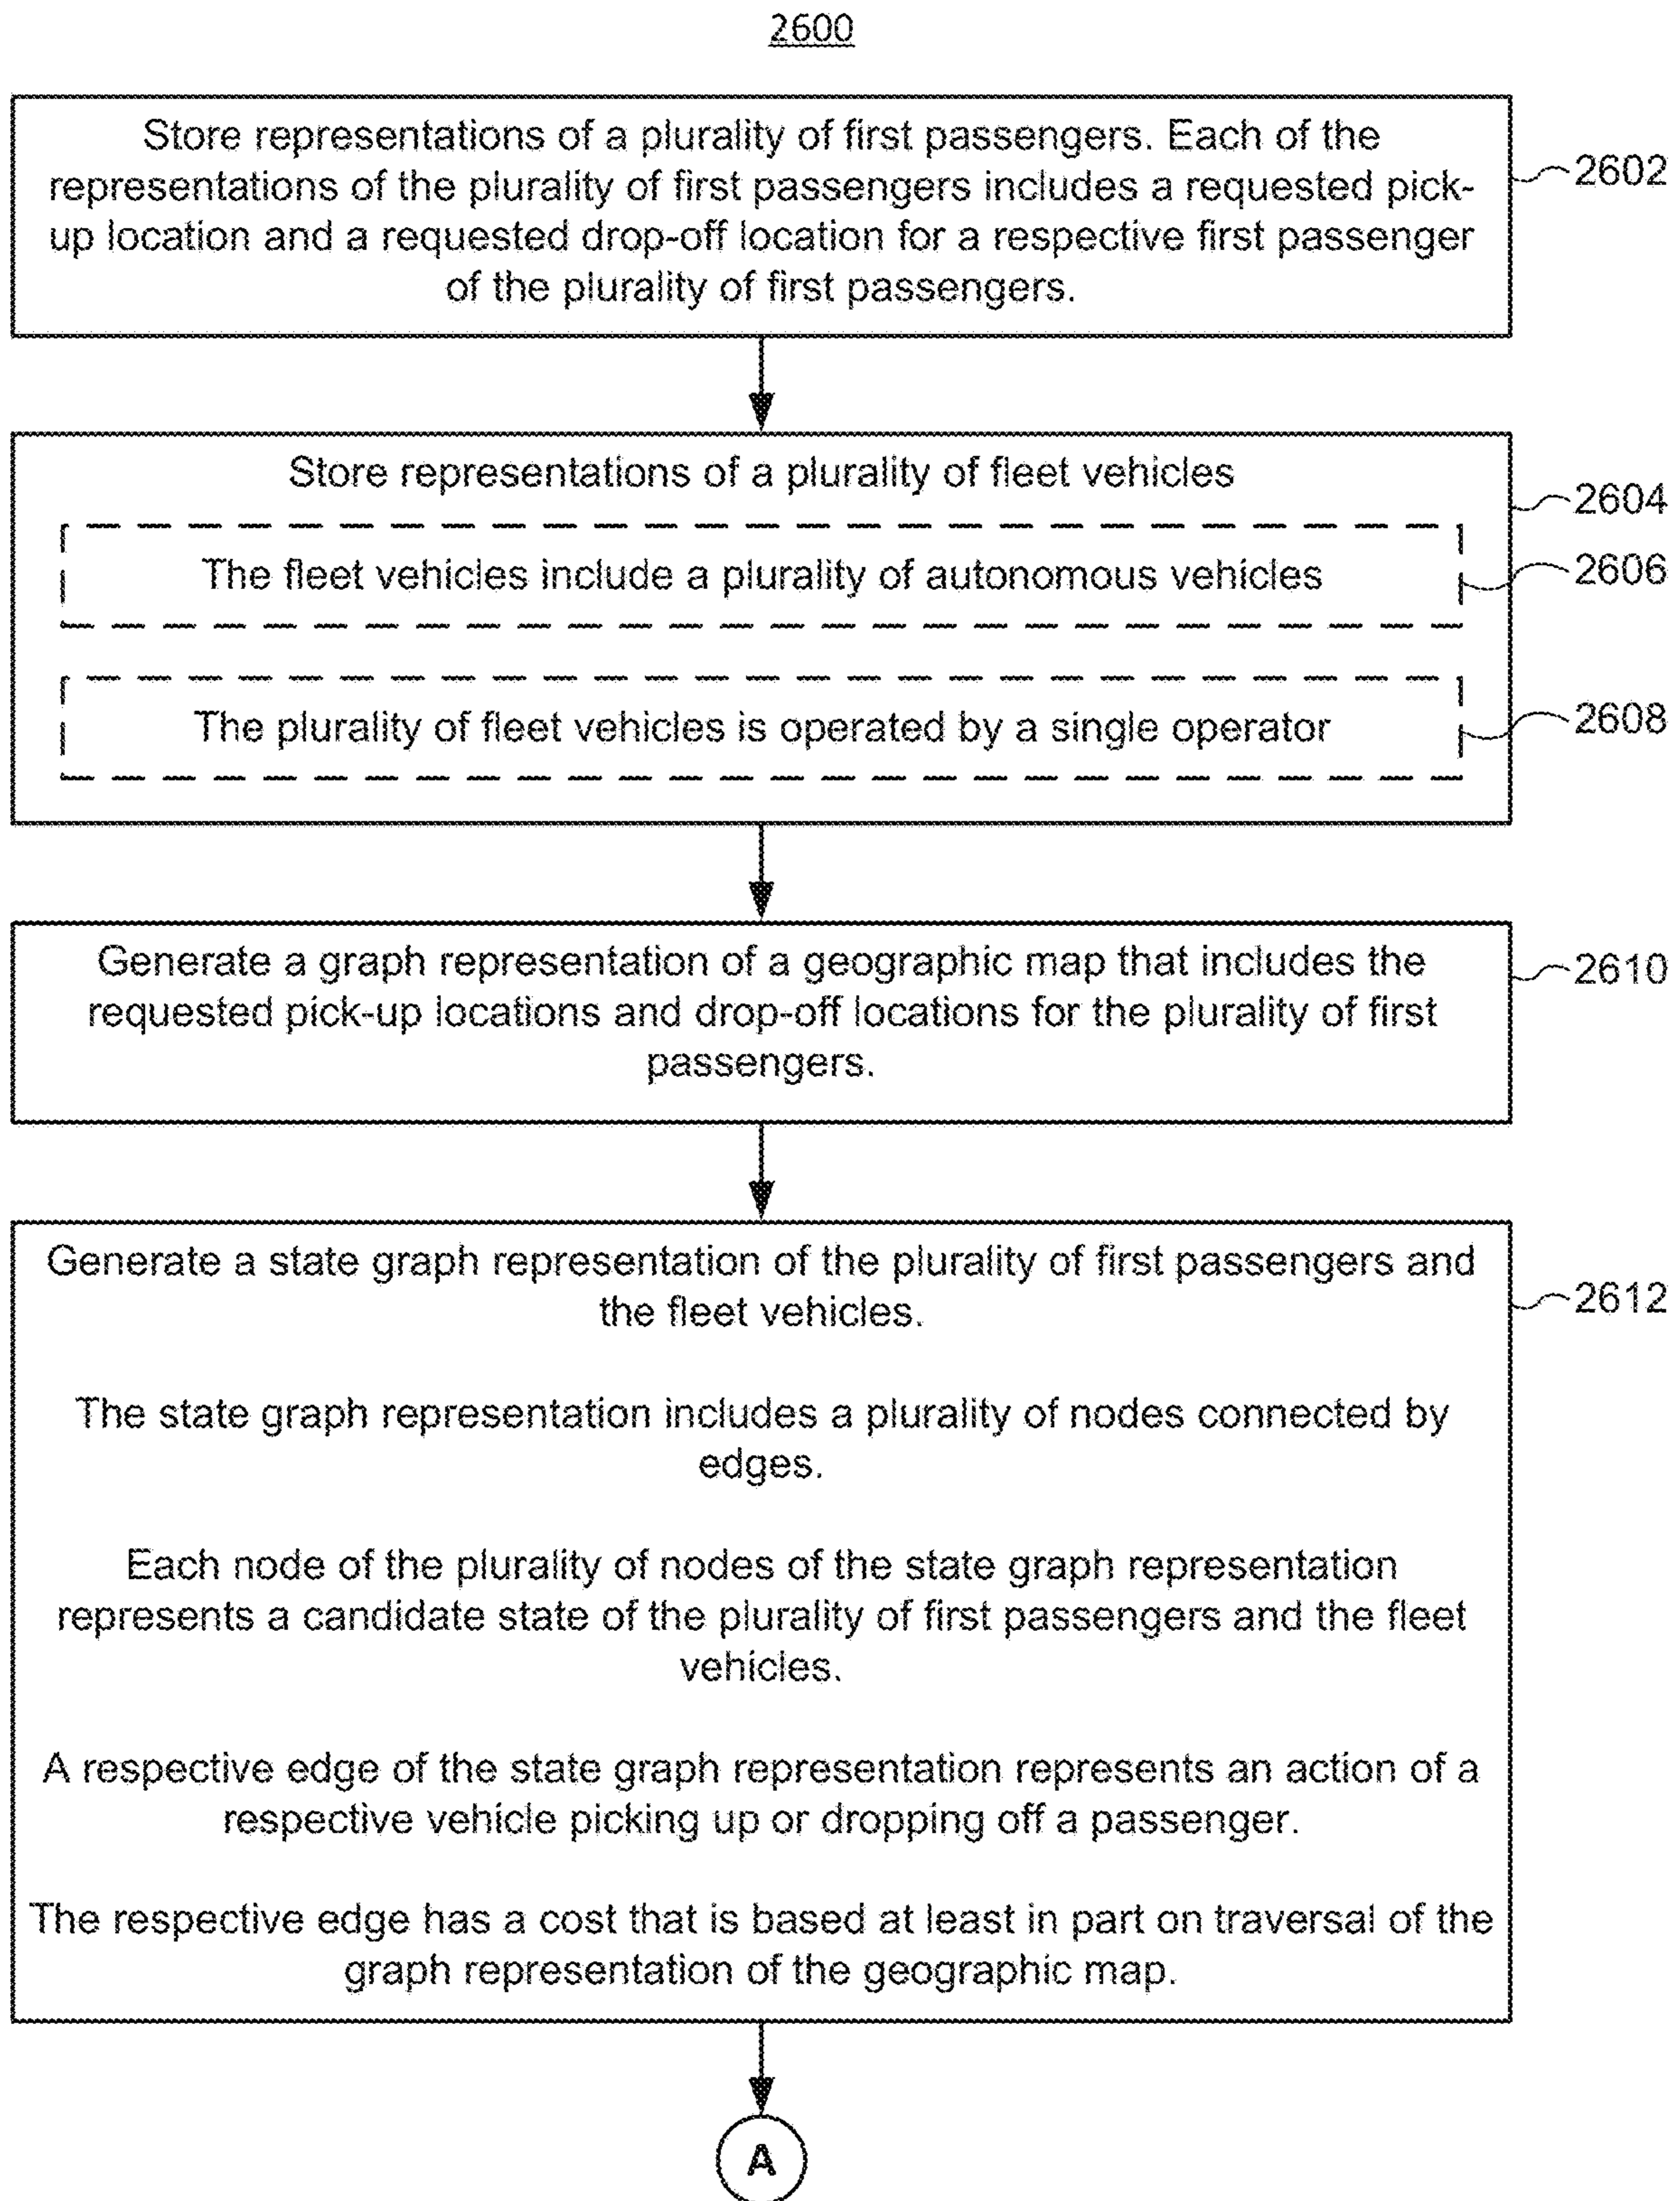 2600
Store representations of a plurality of first passengers. Each of the
representations of the plurality of first passengers includes a requested pick-
up location and a requested drop-off location for a respective first passenger
of the plurality of first passengers.
2602
Store representations of a plurality of fleet vehicles
2604
The fleet vehicles include a plurality of autonomous vehicles
2606
The plurality of fleet vehicles is operated by a single operator
2608
Generate a graph representation of a geographic map that includes the
requested pick-up locations and drop-off locations for the plurality of first
passengers.
2610
Generate a state graph representation of the plurality of first passengers and
the fleet vehicles.
2612
The state graph representation includes a plurality of nodes connected by
edges.
Each node of the plurality of nodes of the state graph representation
represents a candidate state of the plurality of first passengers and the fleet
vehicles.
A respective edge of the state graph representation represents an action of a
respective vehicle picking up or dropping off a passenger.
The respective edge has a cost that is based at least in part on traversal of the
graph representation of the geographic map.
A